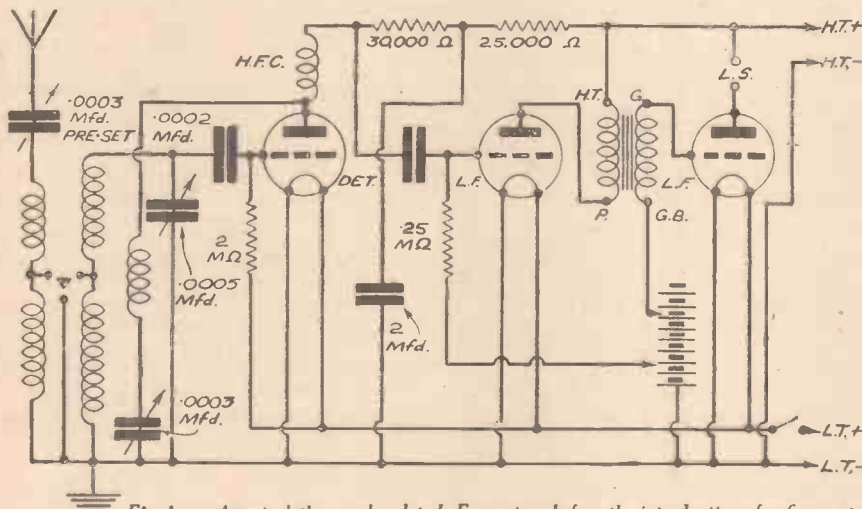 30,000 Ω
25,000 Ω
H.T.+
H.F.C.
H.T.-
L.S.
.0003
Mfd.
PRE-SET
.0002
Mfd.
H.T.
G.
DET.
L.F.
L.F.
P.
G.B.
2
MΩ
.25
MΩ
.0005
Mfd.
2
Mfd.
.0003
Mfd.
L.T.+
L.T.-